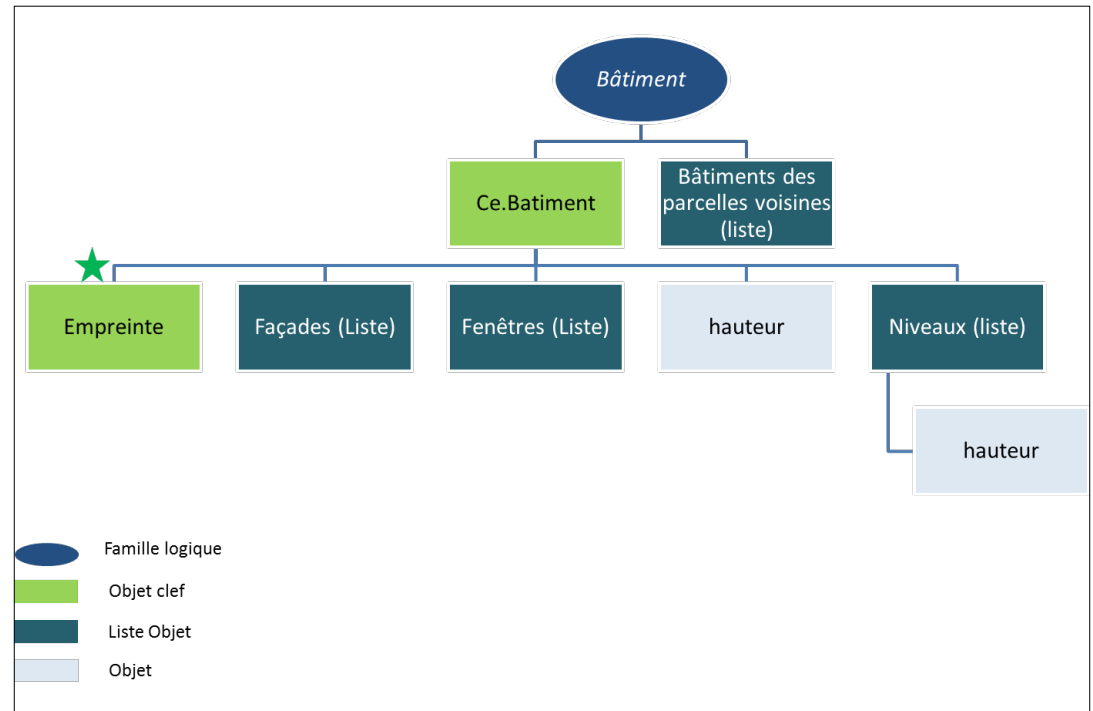 Bâtiment
Ce.Batiment
Bâtiments des
parcelles voisines
(liste)
Empreinte
Façades (Liste)
Fenêtres (Liste)
hauteur
Niveaux (liste)
hauteur
Famille logique
Objet clef
Liste Objet
Objet